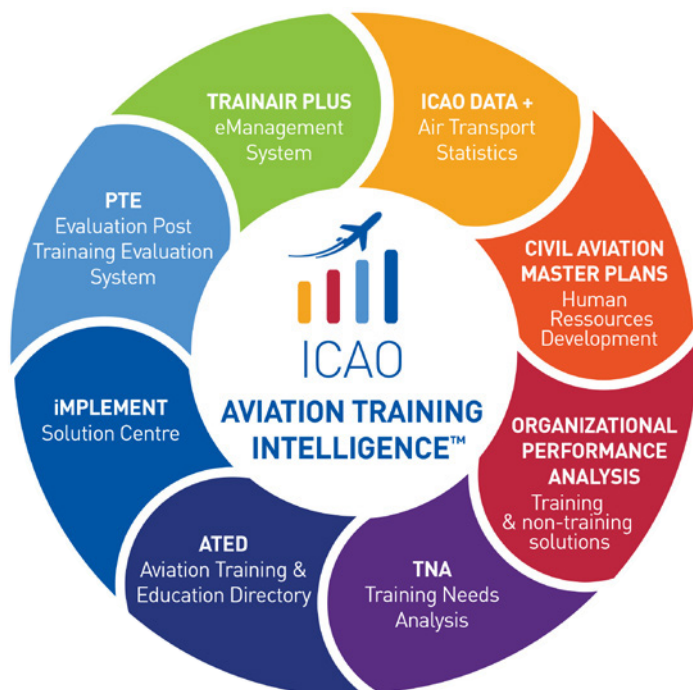 TRAINAIR PLUS
eManagement
System
ICAO DATA +
Air Transport
Statistics
CIVIL AVIATION
MASTER PLANS
Human
Ressources
Development
ORGANIZATIONAL
PERFORMANCE
ANALYSIS
Training
& non-training
solutions
TNA
Training Needs
Analysis
ATED
Aviation Training &
Education Directory
iMPLEMENT
Solution Centre
PTE
Evaluation Post
Trainaing Evaluation
System
ICAO
AVIATION TRAINING
INTELLIGENCE™